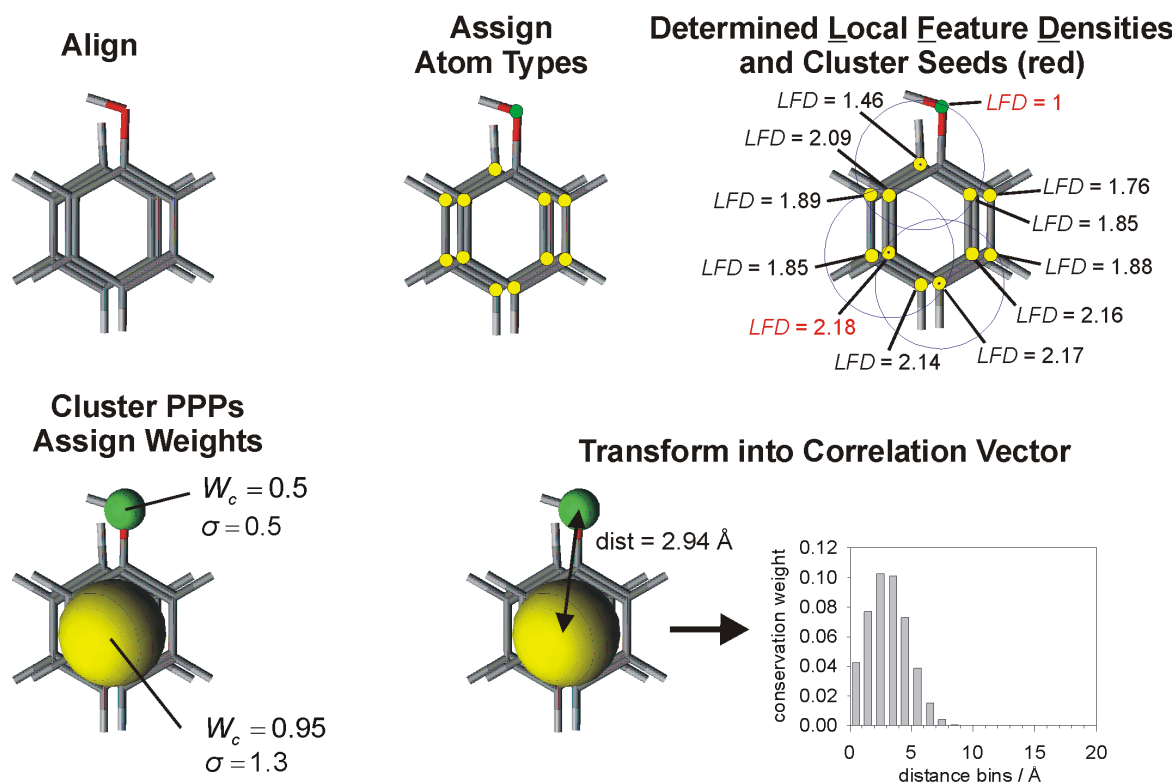 Align
Assign
Atom Types
Determined Local Feature Densities
and Cluster Seeds (red)
LFD = 1.46
LFD = 1
LFD = 2.09
LFD = 1.89
LFD = 1.76
LFD = 1.85
LFD = 1.85
LFD = 1.88
LFD = 2.18
LFD = 2.16
LFD = 2.14
LFD = 2.17
Cluster PPPs
Assign Weights
Wc = 0.5
σ = 0.5
Wc = 0.95
σ = 1.3
Transform into Correlation Vector
dist = 2.94 Å
conservation weight
0.12
0.10
0.08
0.06
0.04
0.02
0.00
0 5 10 15 20
distance bins / Å